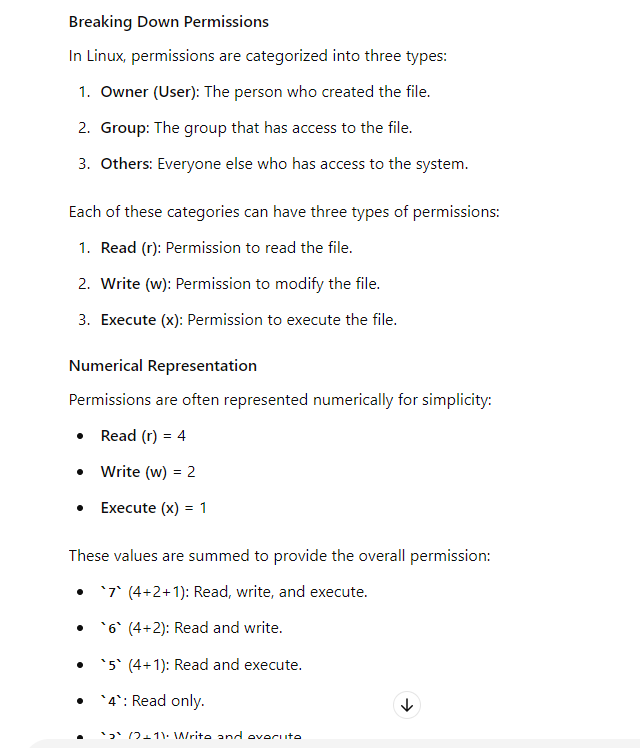 Breaking Down Permissions
In Linux, permissions are categorized into three types:
1. Owner (User): The person who created the file.
2. Group: The group that has access to the file.
3. Others: Everyone else who has access to the system.
Each of these categories can have three types of permissions:
1. Read (r): Permission to read the file.
2. Write (w): Permission to modify the file.
3. Execute (x): Permission to execute the file.
Numerical Representation
Permissions are often represented numerically for simplicity:
• Read (r) = 4
• Write (w) = 2
• Execute (x) = 1
These values are summed to provide the overall permission:
• `7` (4+2+1): Read, write, and execute.
• `6` (4+2): Read and write.
• `5` (4+1): Read and execute.
• `4`: Read only.
• `3` (2+1): Write and execute